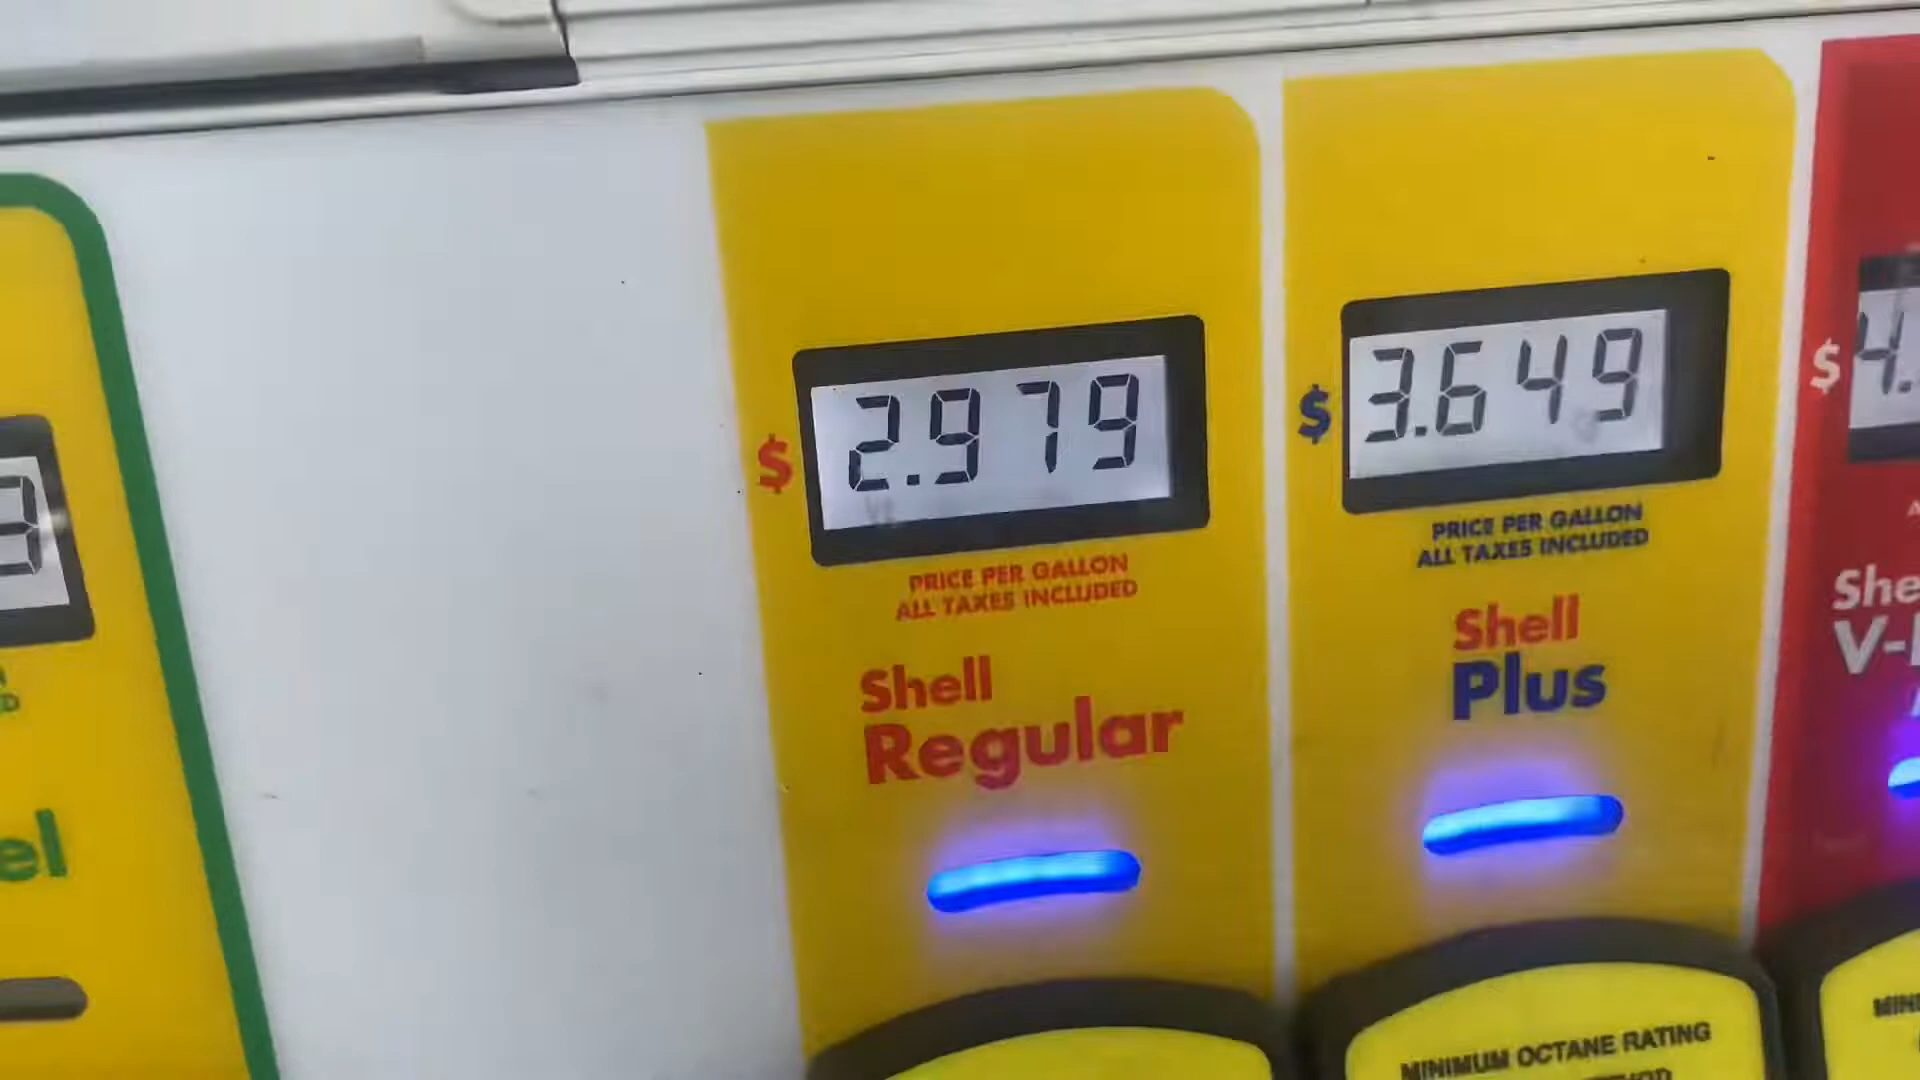 $ 2.979
PRICE PER GALLON
ALL TAXES INCLUDED
Shell
Regular
$ 3.649
PRICE PER GALLON
ALL TAXES INCLUDED
Shell
Plus
MINIMUM OCTANE RATING
$ 4.